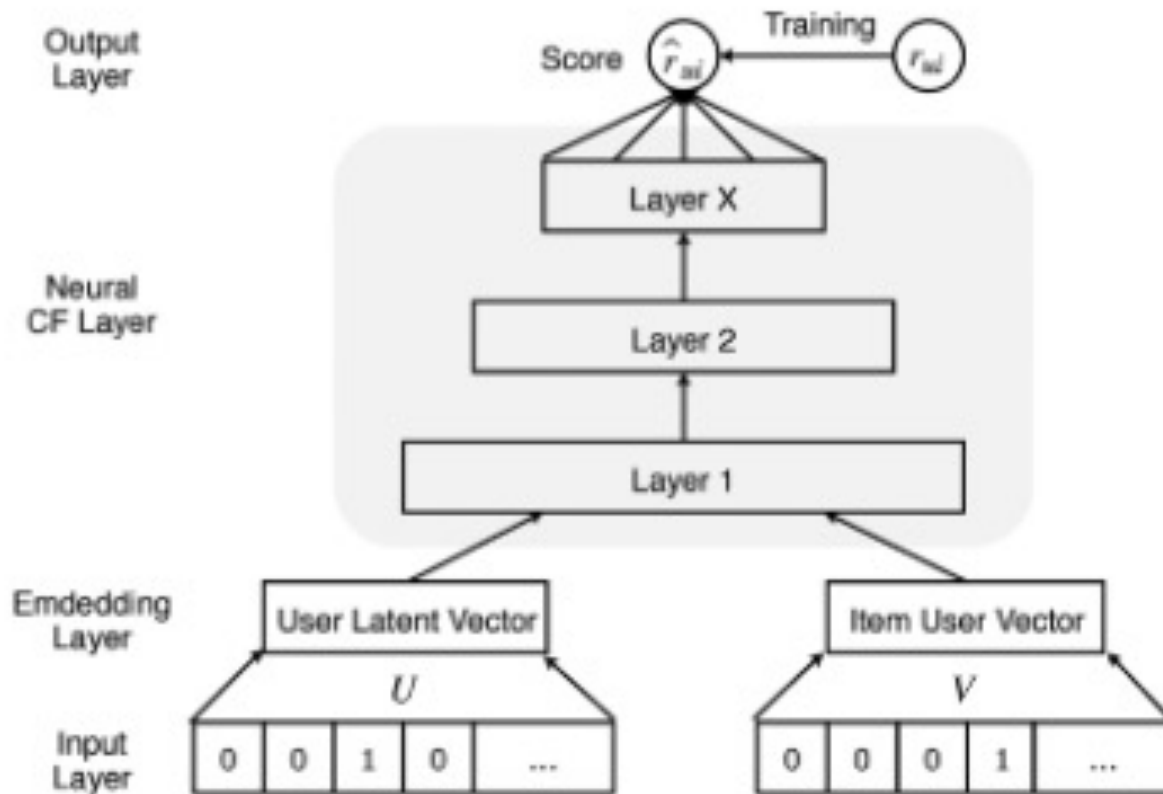 Output
Layer
Score
r̂ui
Training
rui
Layer X
Neural
CF Layer
Layer 2
Layer 1
Emdedding
Layer
User Latent Vector
Item User Vector
U
V
Input
Layer
0 0 1 0 ...
0 0 0 1 ...